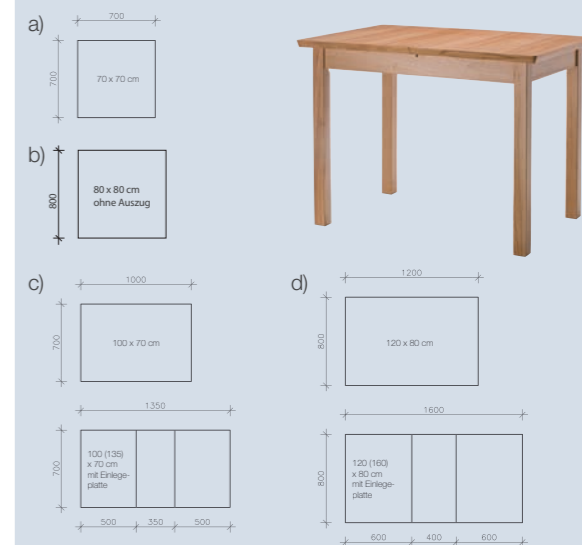 a)
700
700
70 x 70 cm
b)
800
80 x 80 cm
ohne Auszug
c)
1000
700
100 x 70 cm
1350
700
100 (135)
x 70 cm
mit Einlege-
platte
500
350
500
d)
1200
800
120 x 80 cm
1600
800
120 (160)
x 80 cm
mit Einlege-
platte
600
400
600